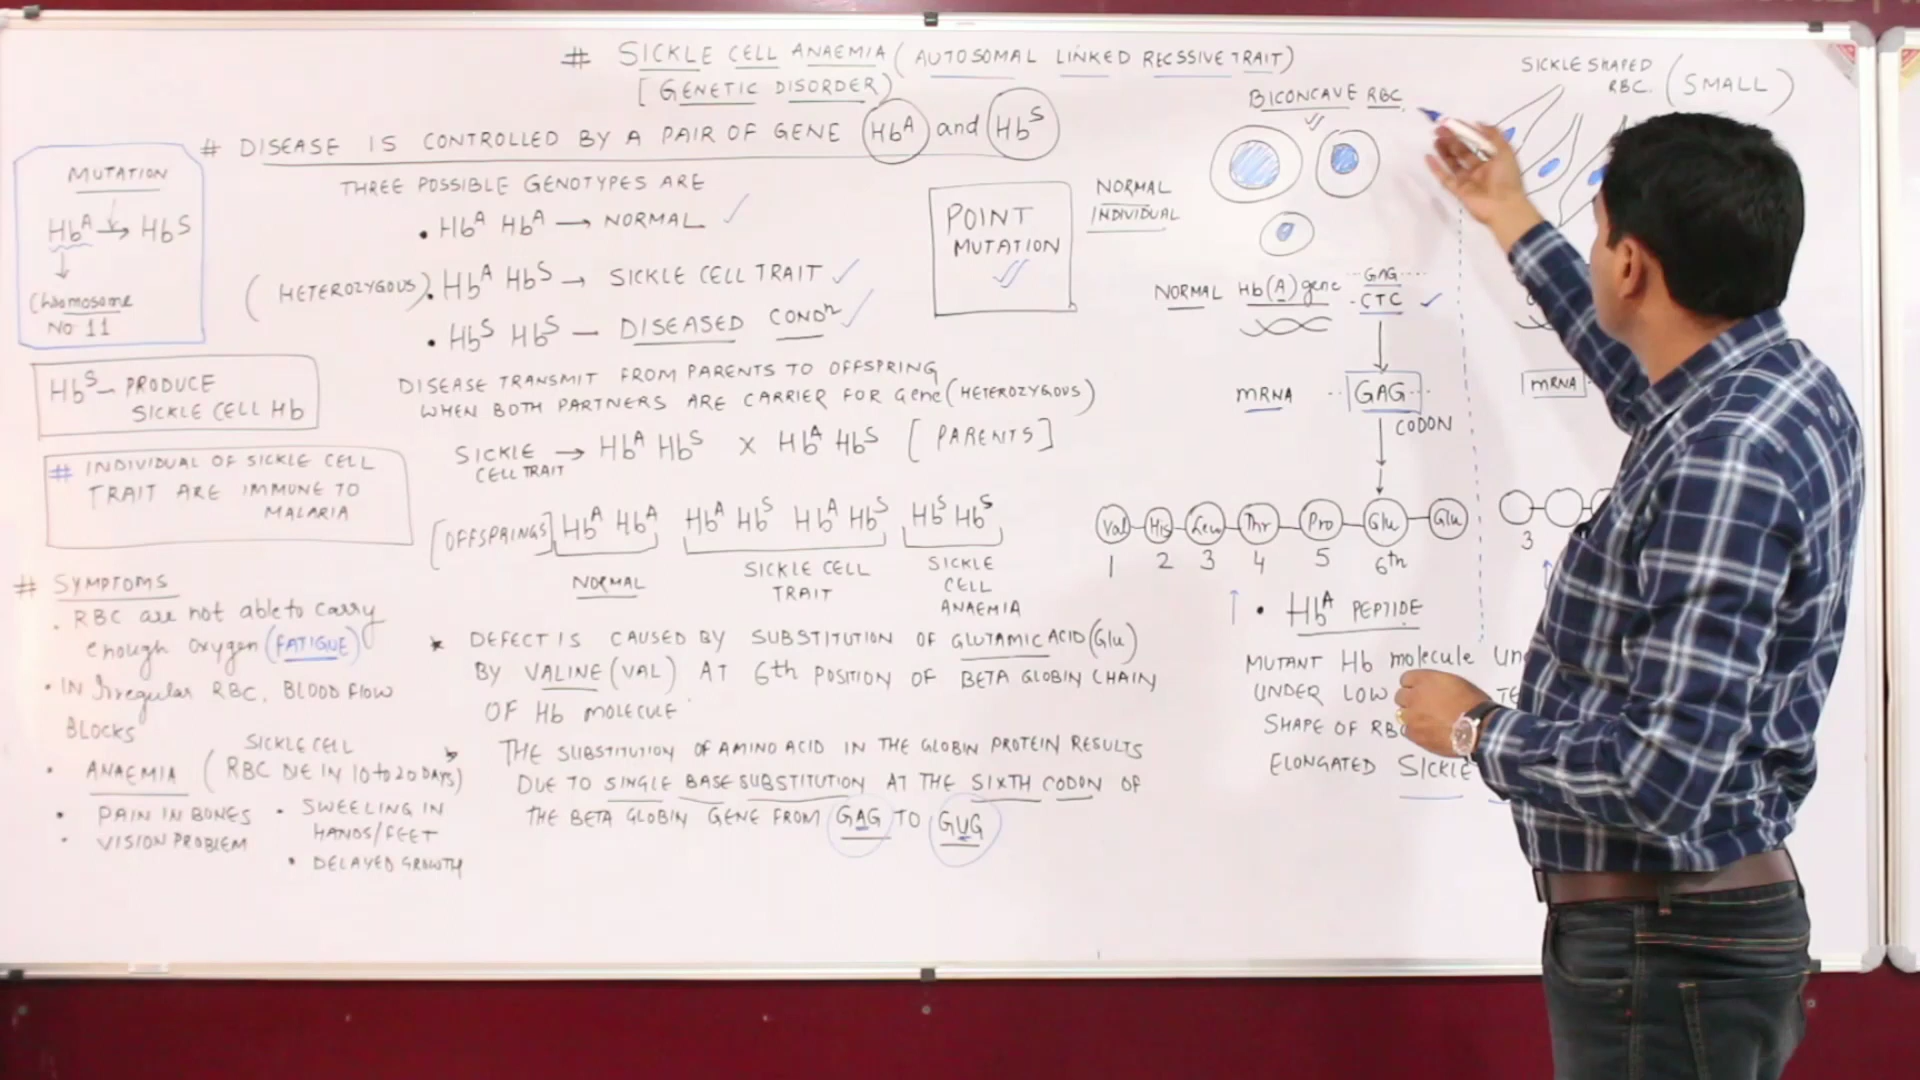 # SICKLE CELL ANAEMIA (AUTOSOMAL LINKED RECSSIVE TRAIT)
[GENETIC DISORDER)
# DISEASE IS CONTROLLED BY A PAIR OF GENE HbA and HbS
MUTATION
HbA → HbS
Chromosome
No 11
THREE POSSIBLE GENOTYPES ARE
• HbA HbA → NORMAL ✓
(HETEROZYGOUS) • HbA HbS → SICKLE CELL TRAIT ✓
• HbS HbS — DISEASED CONDn ✓
POINT
MUTATION
HbS — PRODUCE
SICKLE CELL Hb
# INDIVIDUAL OF SICKLE CELL
TRAIT ARE IMMUNE TO
MALARIA
DISEASE TRANSMIT FROM PARENTS TO OFFSPRING
WHEN BOTH PARTNERS ARE CARRIER FOR Gene (HETEROZYGOUS)
SICKLE → HbA HbS x HbA HbS [PARENTS]
CELL TRAIT
[OFFSPRINGS] HbA HbA HbA HbS HbA HbS HbS HbS
NORMAL
SICKLE CELL
TRAIT
SICKLE
CELL
ANAEMIA
# SYMPTOMS
. RBC are not able to carry
enough oxygen (FATIGUE)
• IN Irregular RBC, BLOOD FLOW
BLOCKS
SICKLE CELL
• ANAEMIA (RBC DIE IN 10 to 20 DAYS)
• PAIN IN BONES
• VISION PROBLEM
• SWEELING IN
HANDS/FEET
• DELAYED GROWTH
* DEFECT IS CAUSED BY SUBSTITUTION OF GLUTAMIC ACID (Glu)
BY VALINE (VAL) AT 6th POSITION OF BETA GLOBIN CHAIN
OF Hb MOLECULE
THE SUBSTITUTION OF AMINO ACID IN THE GLOBIN PROTEIN RESULTS
DUE TO SINGLE BASE SUBSTITUTION AT THE SIXTH CODON OF
THE BETA GLOBIN GENE FROM GAG TO GUG
BICONCAVE RBC
NORMAL
INDIVIDUAL
NORMAL Hb(A) gene
GAG
CTC ✓
mRNA GAG
CODON
Val His Leu Thr Pro Glu Glu
1 2 3 4 5 6th
• HbA PEPTIDE
MUTANT Hb molecule
UNDER LOW
SHAPE OF RBC
ELONGATED SICKLE
SICKLE SHAPED
RBC. (SMALL)
mRNA
3